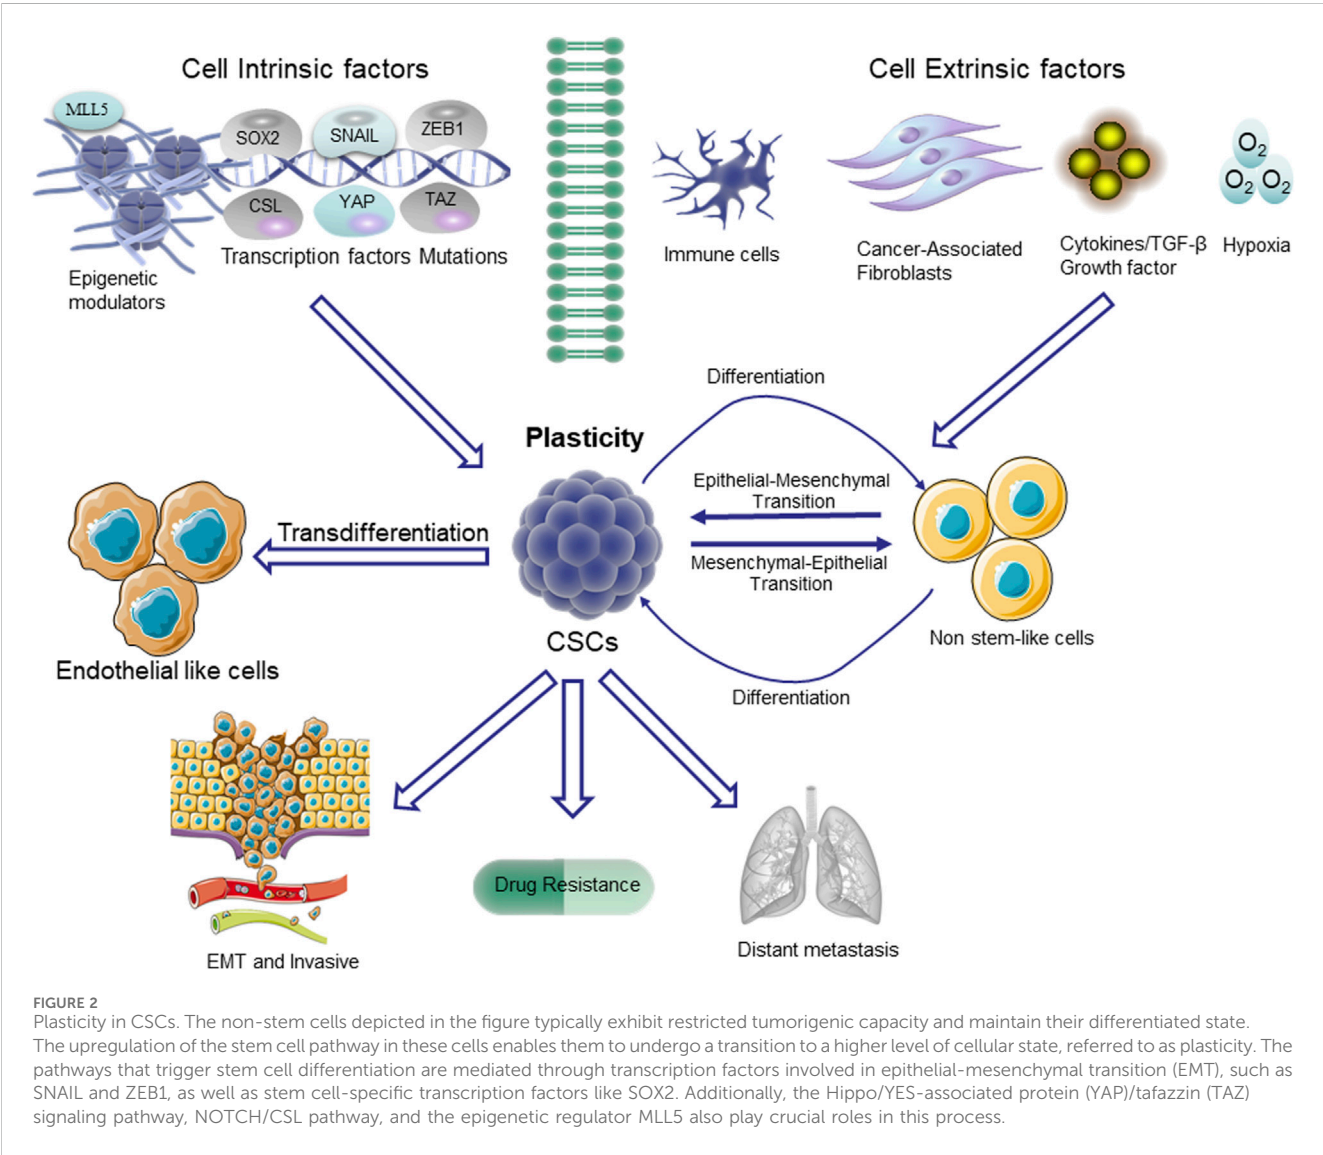 Cell Intrinsic factors
Cell Extrinsic factors
MLL5
SOX2
SNAIL
ZEB1
CSL
YAP
TAZ
Epigenetic
modulators
Transcription factors
Mutations
Immune cells
Cancer-Associated
Fibroblasts
Cytokines/TGF-β
Growth factor
O2
O2
O2
Hypoxia
Differentiation
Plasticity
Epithelial-Mesenchymal
Transition
Mesenchymal-Epithelial
Transition
Transdifferentiation
CSCs
Non stem-like cells
Endothelial like cells
Differentiation
EMT and Invasive
Drug Resistance
Distant metastasis
FIGURE 2
Plasticity in CSCs. The non-stem cells depicted in the figure typically exhibit restricted tumorigenic capacity and maintain their differentiated state.
The upregulation of the stem cell pathway in these cells enables them to undergo a transition to a higher level of cellular state, referred to as plasticity. The
pathways that trigger stem cell differentiation are mediated through transcription factors involved in epithelial-mesenchymal transition (EMT), such as
SNAIL and ZEB1, as well as stem cell-specific transcription factors like SOX2. Additionally, the Hippo/YES-associated protein (YAP)/tafazzin (TAZ)
signaling pathway, NOTCH/CSL pathway, and the epigenetic regulator MLL5 also play crucial roles in this process.